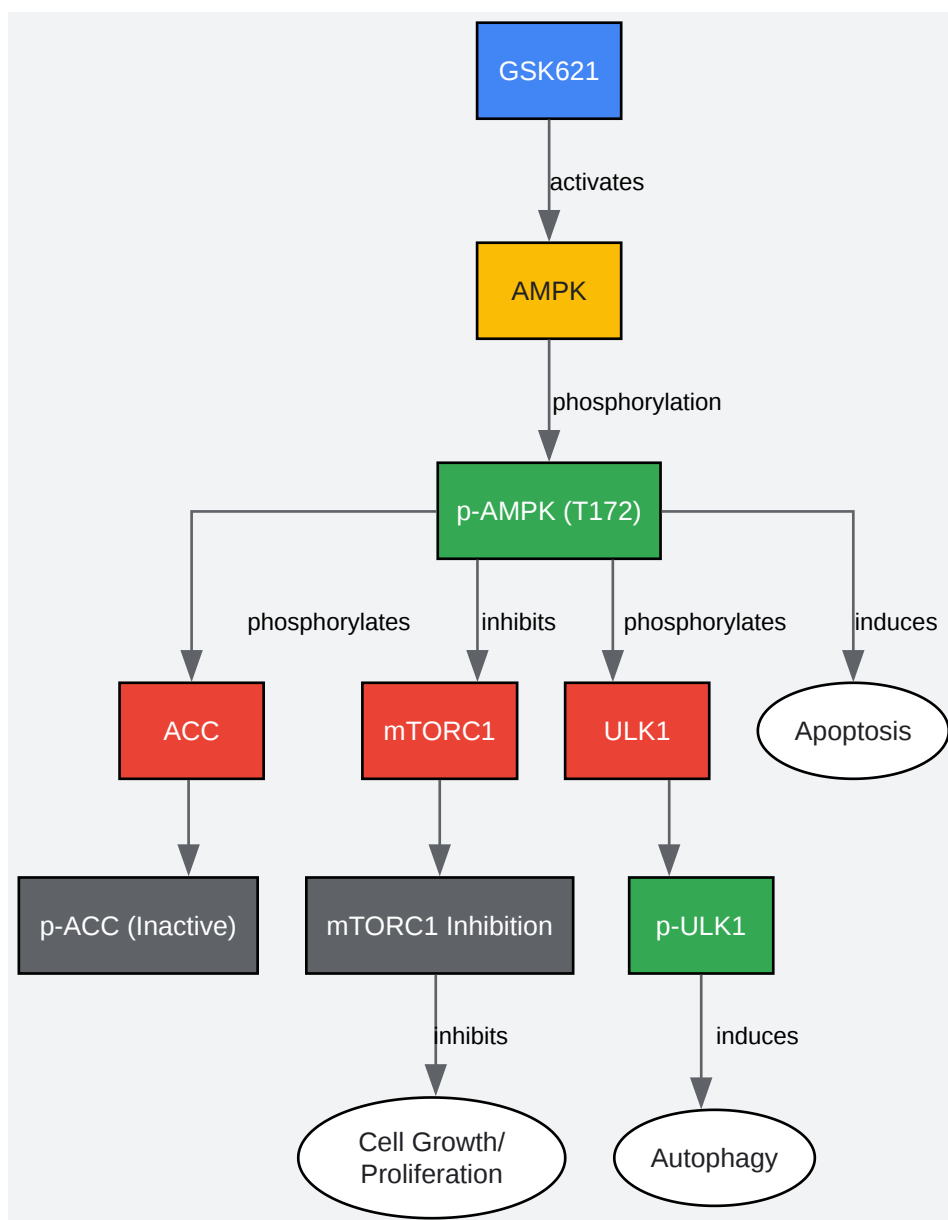 GSK621
activates
AMPK
phosphorylation
p-AMPK (T172)
phosphorylates
inhibits
phosphorylates
induces
ACC
mTORC1
ULK1
Apoptosis
p-ACC (Inactive)
mTORC1 Inhibition
p-ULK1
inhibits
induces
Cell Growth/
Proliferation
Autophagy